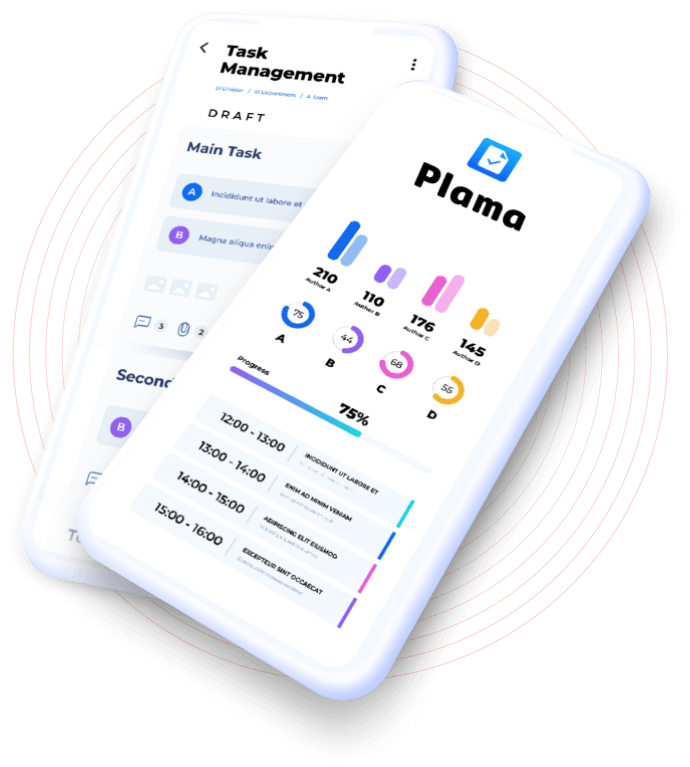 Task
Management
/ 01 Department / A Team
DRAFT
Main Task
A Incididunt ut labore et
B Magna aliqua enim
3 2
Second
B
Plama
210
Author A
110
Author B
176
Author C
145
Author D
75
A
44
B
68
C
55
D
Progress
75%
12:00 - 13:00 INCIDIDUNT UT LABORE ET
13:00 - 14:00 ENIM AD MINIM VENIAM
14:00 - 15:00 ADIPISCING ELIT EIUSMOD
15:00 - 16:00 EXCEPTEUR SINT OCCAECAT